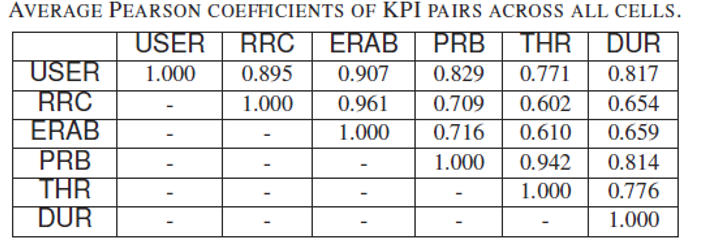 AVERAGE PEARSON COEFFICIENTS OF KPI PAIRS ACROSS ALL CELLS.
USER RRC ERAB PRB THR DUR
USER 1.000 0.895 0.907 0.829 0.771 0.817
RRC - 1.000 0.961 0.709 0.602 0.654
ERAB - - 1.000 0.716 0.610 0.659
PRB - - - 1.000 0.942 0.814
THR - - - - 1.000 0.776
DUR - - - - - 1.000